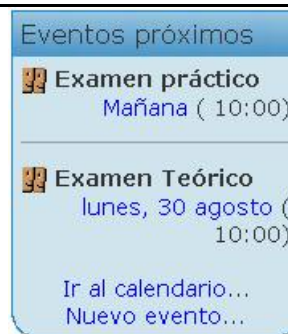 Eventos próximos
Examen práctico
Mañana ( 10:00)
Examen Teórico
lunes, 30 agosto (
10:00)
Ir al calendario...
Nuevo evento...